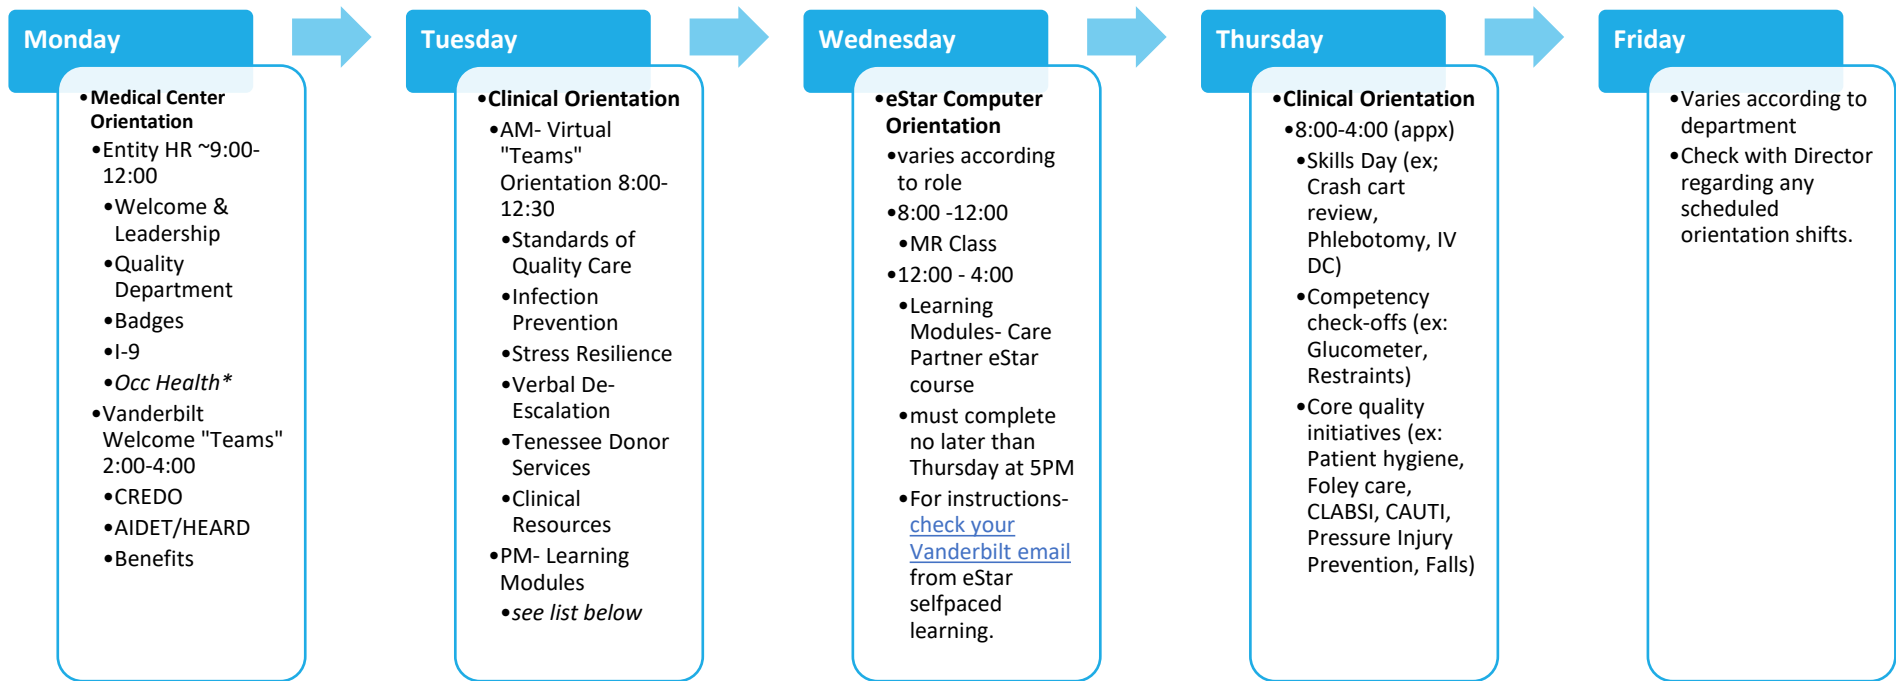 Monday
•Medical Center
Orientation
•Entity HR ~9:00-
12:00
•Welcome &
Leadership
•Quality
Department
•Badges
•I-9
•Occ Health*
•Vanderbilt
Welcome "Teams"
2:00-4:00
•CREDO
•AIDET/HEARD
•Benefits
Tuesday
•Clinical Orientation
•AM- Virtual
"Teams"
Orientation 8:00-
12:30
•Standards of
Quality Care
•Infection
Prevention
•Stress Resilience
•Verbal De-
Escalation
•Tenessee Donor
Services
•Clinical
Resources
•PM- Learning
Modules
•see list below
Wednesday
•eStar Computer
Orientation
•varies according
to role
•8:00 -12:00
•MR Class
•12:00 - 4:00
•Learning
Modules- Care
Partner eStar
course
•must complete
no later than
Thursday at 5PM
•For instructions-
check your
Vanderbilt email
from eStar
selfpaced
learning.
Thursday
•Clinical Orientation
•8:00-4:00 (appx)
•Skills Day (ex;
Crash cart
review,
Phlebotomy, IV
DC)
•Competency
check-offs (ex:
Glucometer,
Restraints)
•Core quality
initiatives (ex:
Patient hygiene,
Foley care,
CLABSI, CAUTI,
Pressure Injury
Prevention, Falls)
Friday
•Varies according to
department
•Check with Director
regarding any
scheduled
orientation shifts.